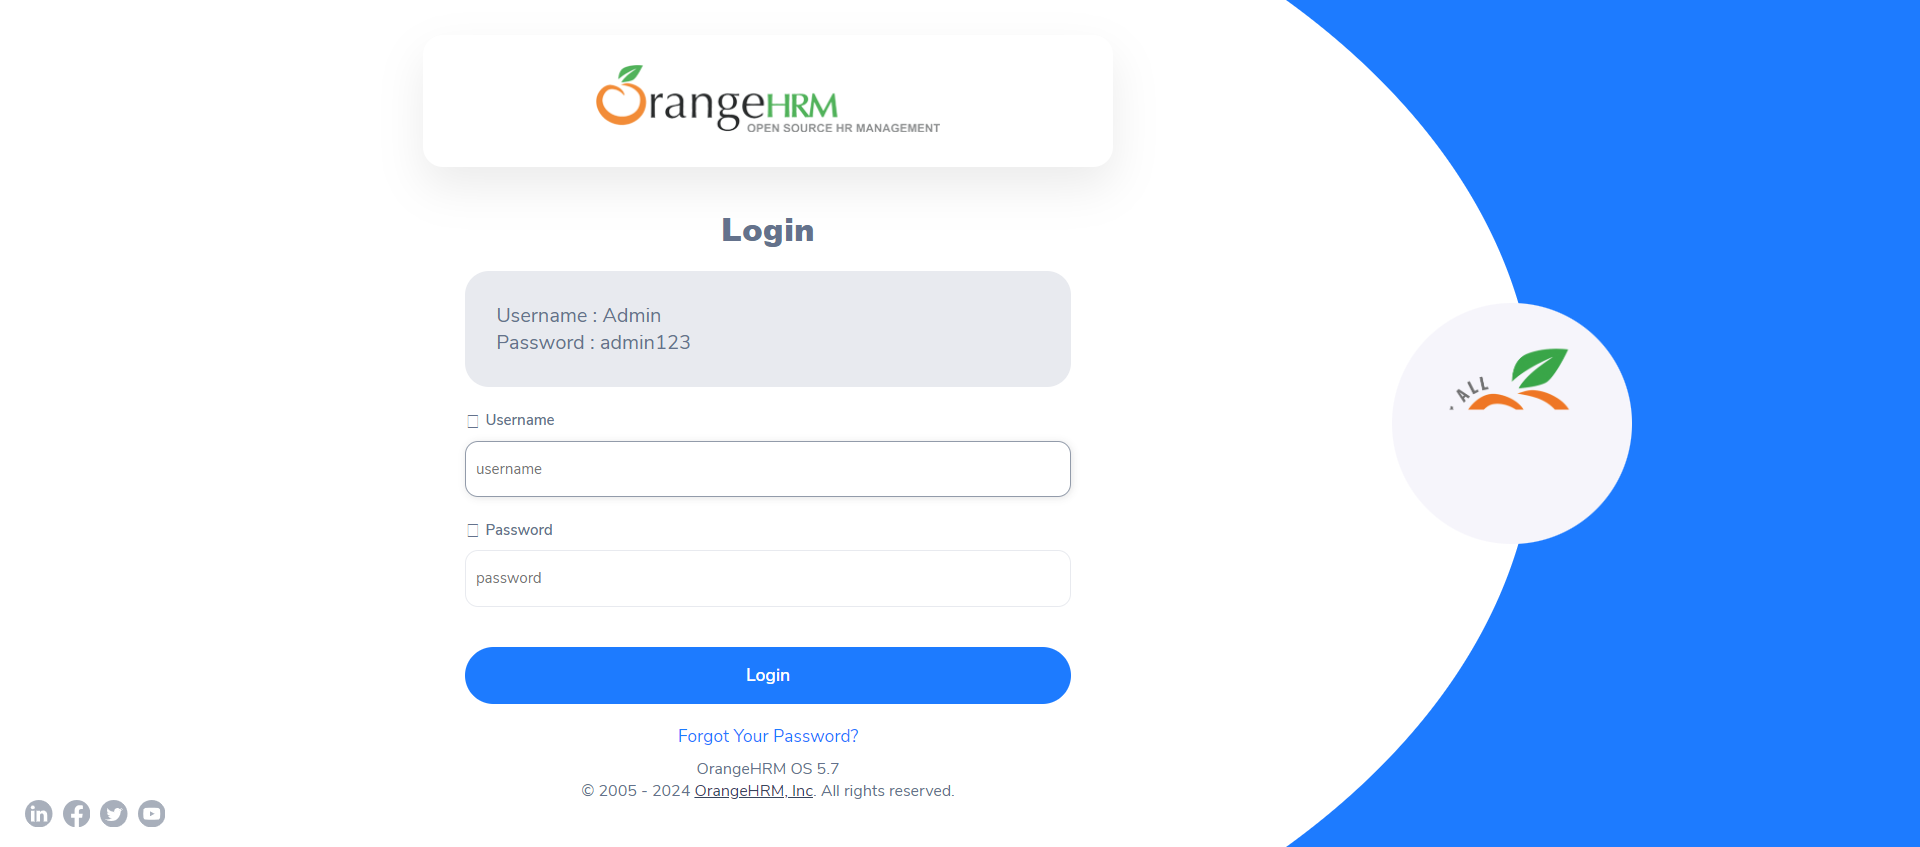 OrangeHRM
OPEN SOURCE HR MANAGEMENT
Login
Username : Admin
Password : admin123
Username
username
Password
password
Login
Forgot Your Password?
OrangeHRM OS 5.7
© 2005 - 2024 OrangeHRM, Inc. All rights reserved.
ALL